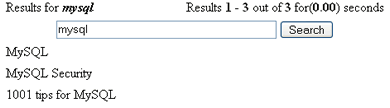 Results for mysql Results 1 - 3 out of 3 for(0.00) seconds
mysql Search
MySQL
MySQL Security
1001 tips for MySQL